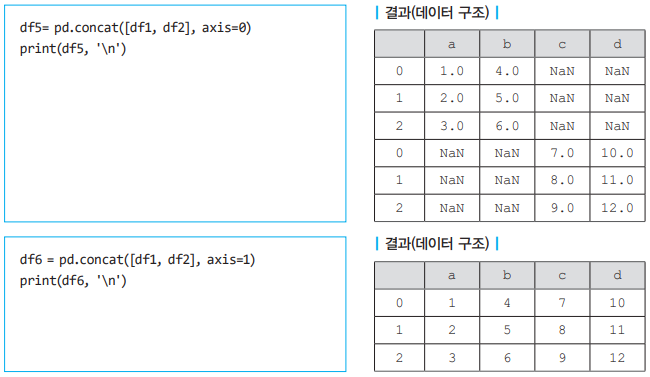 df5= pd.concat([df1, df2], axis=0)
print(df5, '\n')
| 결과(데이터 구조) |
a b c d
0 1.0 4.0 NaN NaN
1 2.0 5.0 NaN NaN
2 3.0 6.0 NaN NaN
0 NaN NaN 7.0 10.0
1 NaN NaN 8.0 11.0
2 NaN NaN 9.0 12.0
df6 = pd.concat([df1, df2], axis=1)
print(df6, '\n')
| 결과(데이터 구조) |
a b c d
0 1 4 7 10
1 2 5 8 11
2 3 6 9 12